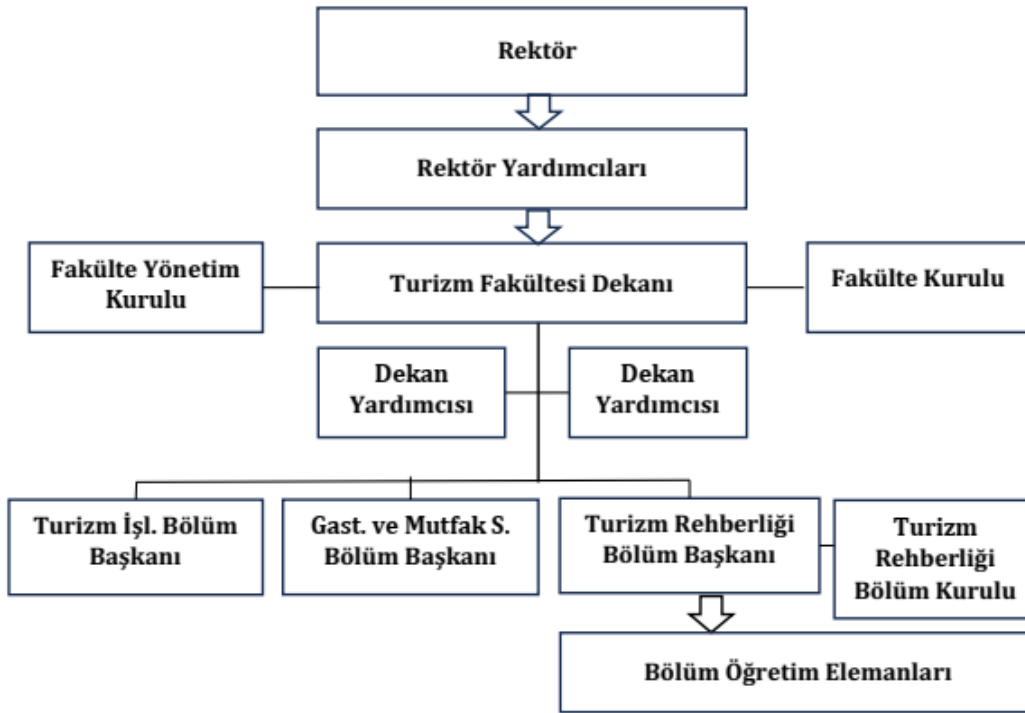 Rektör
Rektör Yardımcıları
Fakülte Yönetim
Kurulu
Turizm Fakültesi Dekanı
Fakülte Kurulu
Dekan
Yardımcısı
Dekan
Yardımcısı
Turizm İşl. Bölüm
Başkanı
Gast. ve Mutfak S.
Bölüm Başkanı
Turizm Rehberliği
Bölüm Başkanı
Turizm
Rehberliği
Bölüm Kurulu
Bölüm Öğretim Elemanları